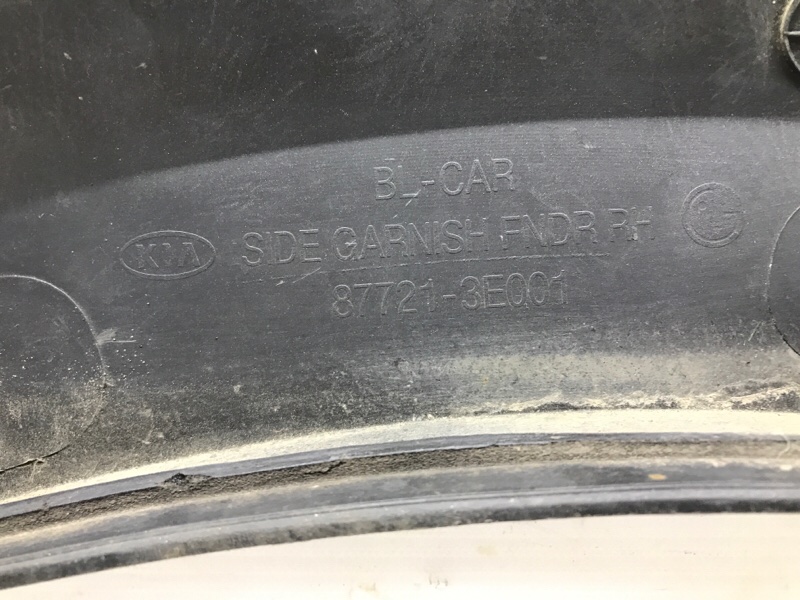 BL-CAR
KIA SIDE GARNISH FNDR RH
87721-3E001